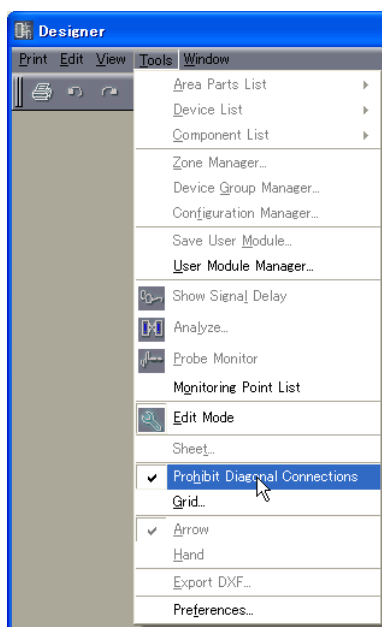 Designer
Print Edit View Tools Window
Area Parts List
Device List
Component List
Zone Manager...
Device Group Manager...
Configuration Manager...
Save User Module...
User Module Manager...
Show Signal Delay
Analyze...
Probe Monitor
Monitoring Point List
Edit Mode
Sheet...
Prohibit Diagonal Connections
Grid...
Arrow
Hand
Export DXF...
Preferences...